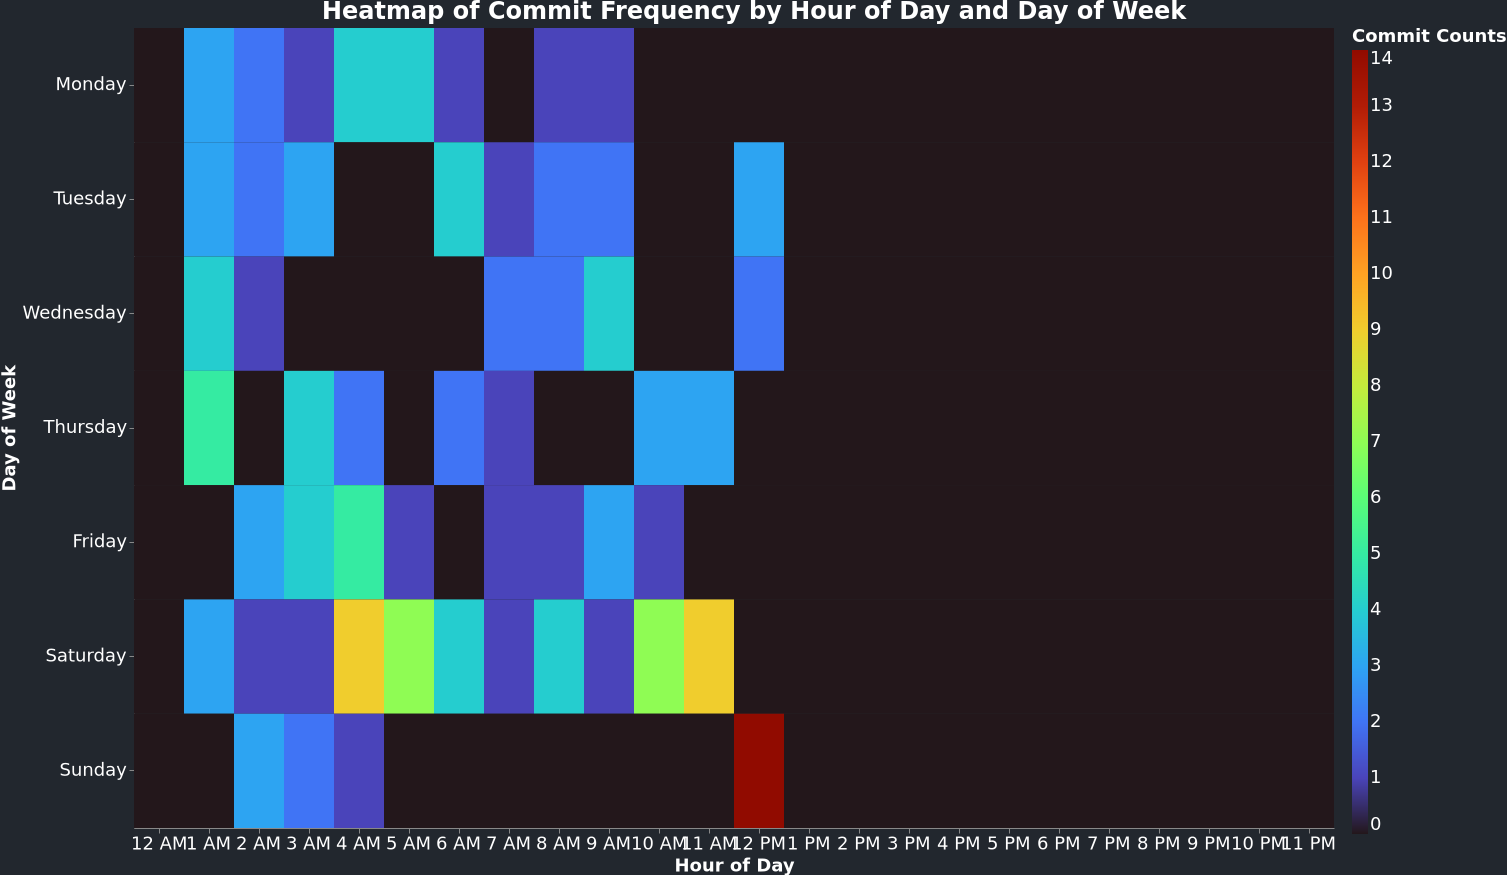 Heatmap of Commit Frequency by Hour of Day and Day of Week
Commit Counts
14
13
12
11
10
9
8
7
6
5
4
3
2
1
0
Day of Week
Monday
Tuesday
Wednesday
Thursday
Friday
Saturday
Sunday
12 AM 1 AM 2 AM 3 AM 4 AM 5 AM 6 AM 7 AM 8 AM 9 AM 10 AM 11 AM 12 PM 1 PM 2 PM 3 PM 4 PM 5 PM 6 PM 7 PM 8 PM 9 PM 10 PM 11 PM
Hour of Day